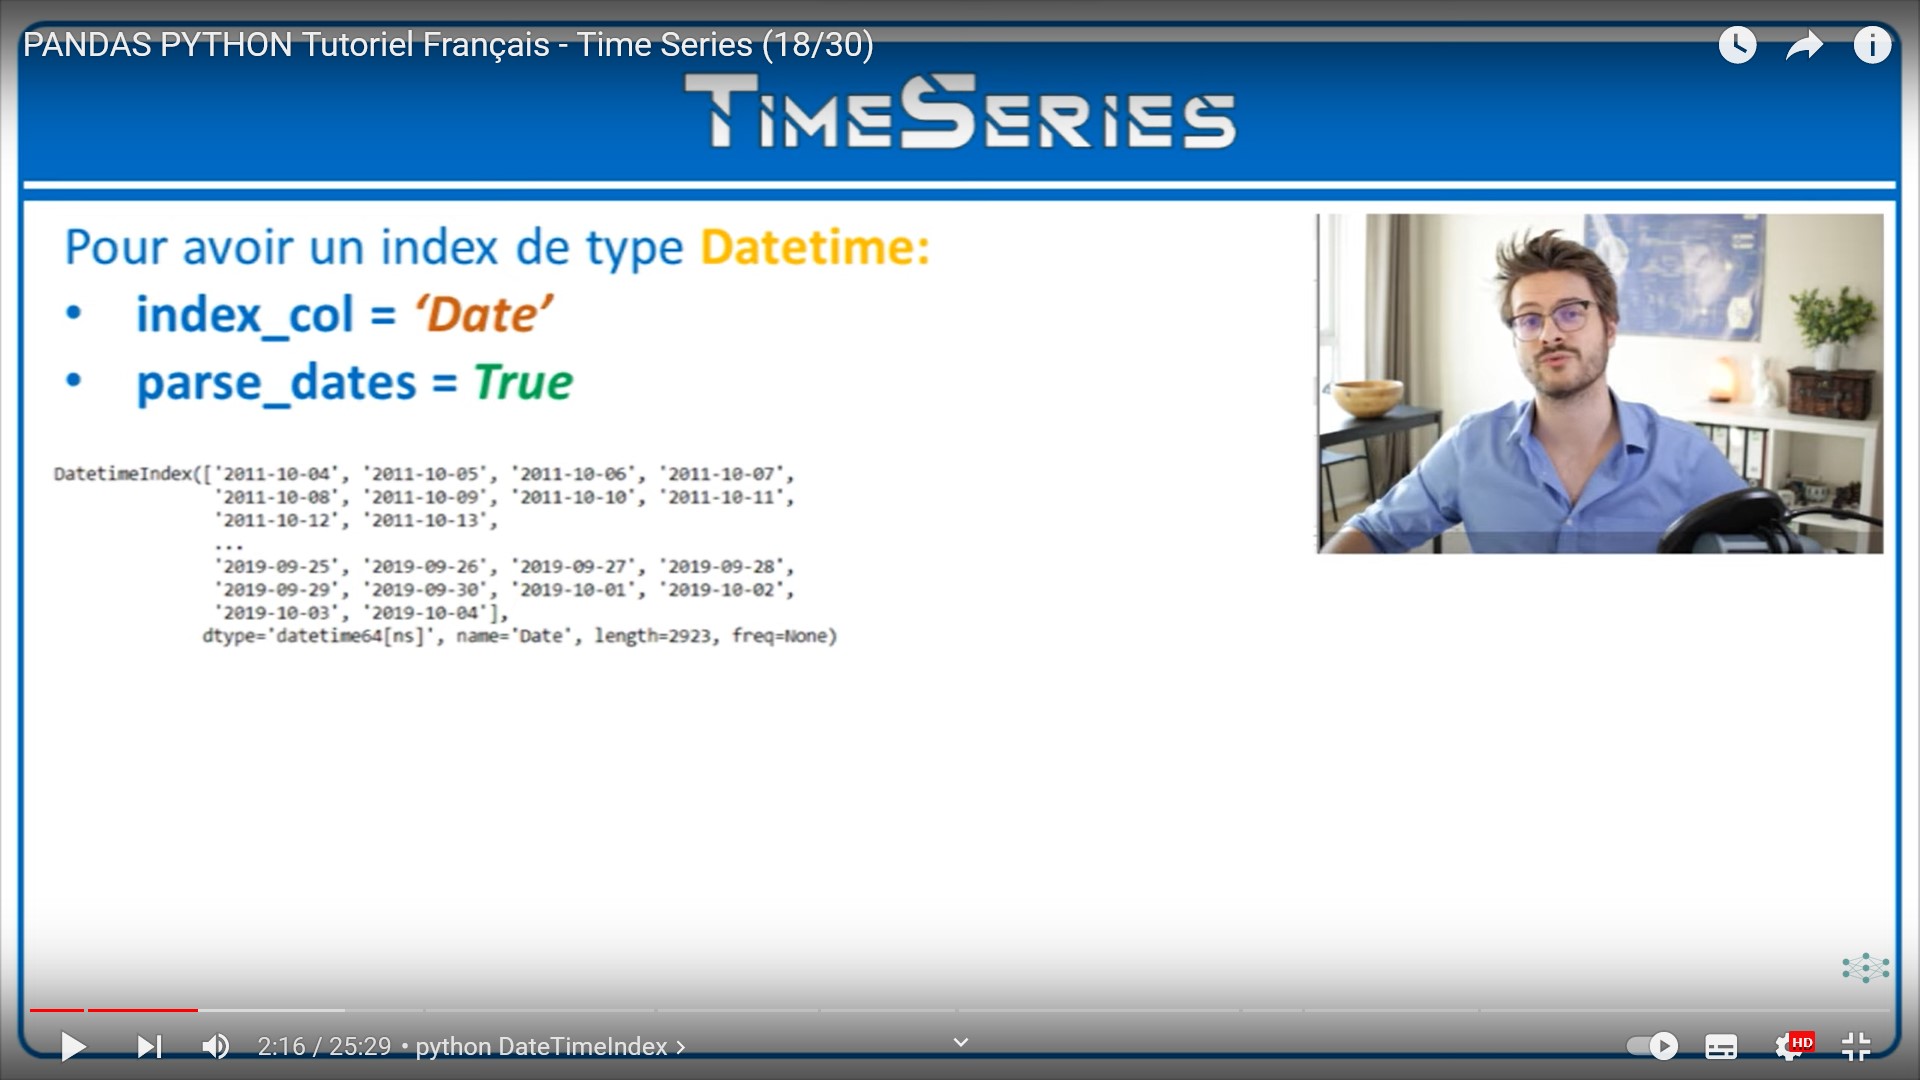 PANDAS PYTHON Tutoriel Français - Time Series (18/30)
TIMESERIES
Pour avoir un index de type Datetime:
• index_col = ‘Date’
• parse_dates = True
DatetimeIndex(['2011-10-04', '2011-10-05', '2011-10-06', '2011-10-07',
'2011-10-08', '2011-10-09', '2011-10-10', '2011-10-11',
'2011-10-12', '2011-10-13',
...
'2019-09-25', '2019-09-26', '2019-09-27', '2019-09-28',
'2019-09-29', '2019-09-30', '2019-10-01', '2019-10-02',
'2019-10-03', '2019-10-04'],
dtype='datetime64[ns]', name='Date', length=2923, freq=None)
2:16 / 25:29 • python DateTimeIndex
HD